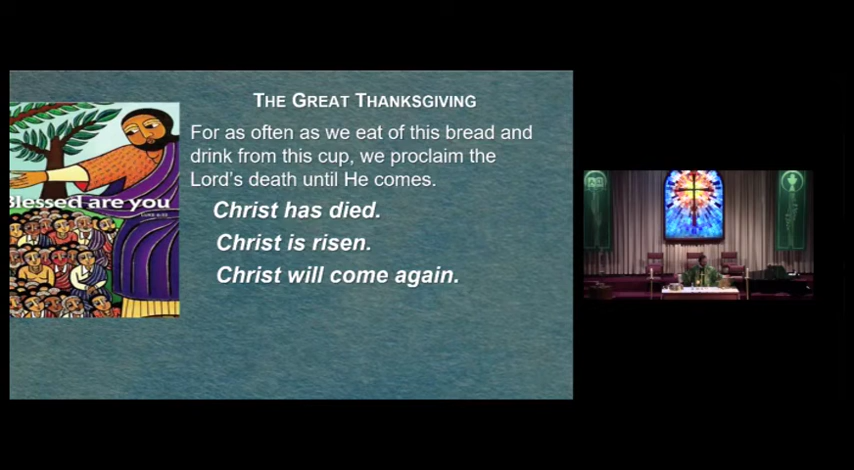 THE GREAT THANKSGIVING
For as often as we eat of this bread and
drink from this cup, we proclaim the
Lord's death until He comes.
Christ has died.
Christ is risen.
Christ will come again.
Blessed are you